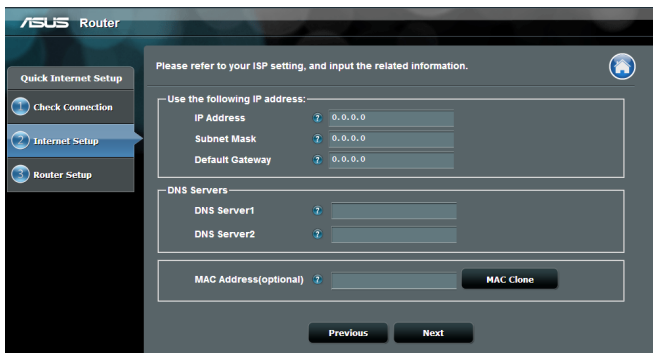 ASUS Router
Quick Internet Setup
1 Check Connection
2 Internet Setup
3 Router Setup
Please refer to your ISP setting, and input the related information.
Use the following IP address:
IP Address ? 0.0.0.0
Subnet Mask ? 0.0.0.0
Default Gateway ? 0.0.0.0
DNS Servers
DNS Server1 ?
DNS Server2 ?
MAC Address(optional) ? MAC Clone
Previous Next